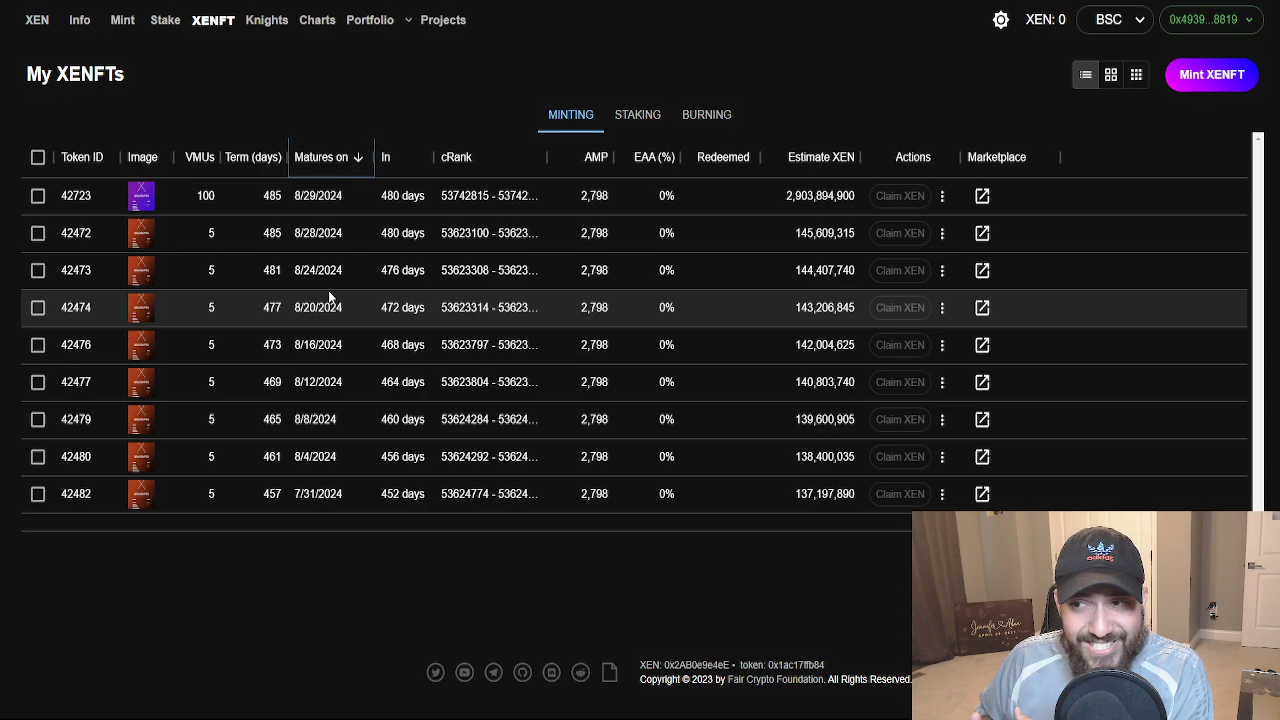 XEN Info Mint Stake XENFT Knights Charts Portfolio Projects XEN: 0 BSC 0x4939...8819
My XENFTs Mint XENFT
MINTING STAKING BURNING
Token ID Image VMUs Term (days) Matures on In cRank AMP EAA (%) Redeemed Estimate XEN Actions Marketplace
42723 100 485 8/29/2024 480 days 53742815 - 53742... 2,798 0% 2,903,894,900 Claim XEN
42472 5 485 8/28/2024 480 days 53623100 - 53623... 2,798 0% 145,609,315 Claim XEN
42473 5 481 8/24/2024 476 days 53623308 - 53623... 2,798 0% 144,407,740 Claim XEN
42474 5 477 8/20/2024 472 days 53623314 - 53623... 2,798 0% 143,206,845 Claim XEN
42476 5 473 8/16/2024 468 days 53623797 - 53623... 2,798 0% 142,004,625 Claim XEN
42477 5 469 8/12/2024 464 days 53623804 - 53623... 2,798 0% 140,803,740 Claim XEN
42479 5 465 8/8/2024 460 days 53624284 - 53624... 2,798 0% 139,600,905 Claim XEN
42480 5 461 8/4/2024 456 days 53624292 - 53624... 2,798 0% 138,400,035 Claim XEN
42482 5 457 7/31/2024 452 days 53624774 - 53624... 2,798 0% 137,197,890 Claim XEN
adidas
XEN: 0x2AB0e9e4eE • token: 0x1ac17ffb84
Copyright © 2023 by Fair Crypto Foundation. All Rights Reserved.